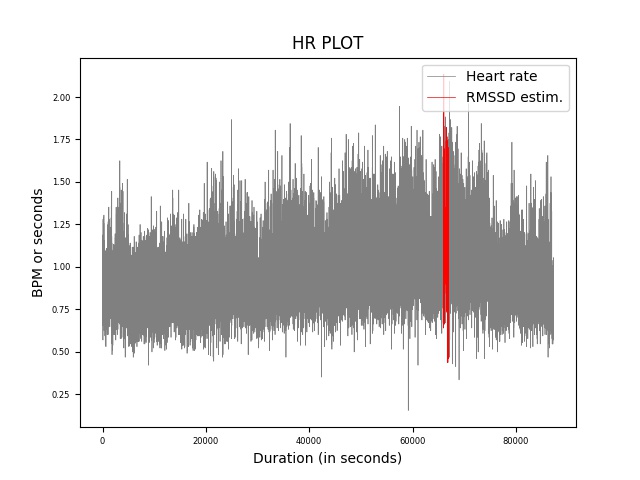 HR PLOT
Heart rate
RMSSD estim.
BPM or seconds
2.00
1.75
1.50
1.25
1.00
0.75
0.50
0.25
0 20000 40000 60000 80000
Duration (in seconds)